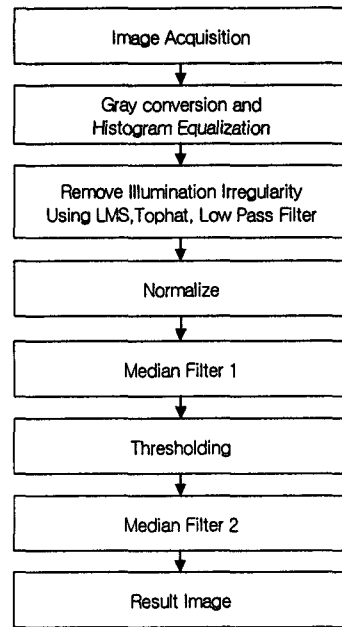 Image Acquisition
Gray conversion and
Histogram Equalization
Remove Illumination Irregularity
Using LMS,Tophat, Low Pass Filter
Normalize
Median Filter 1
Thresholding
Median Filter 2
Result Image